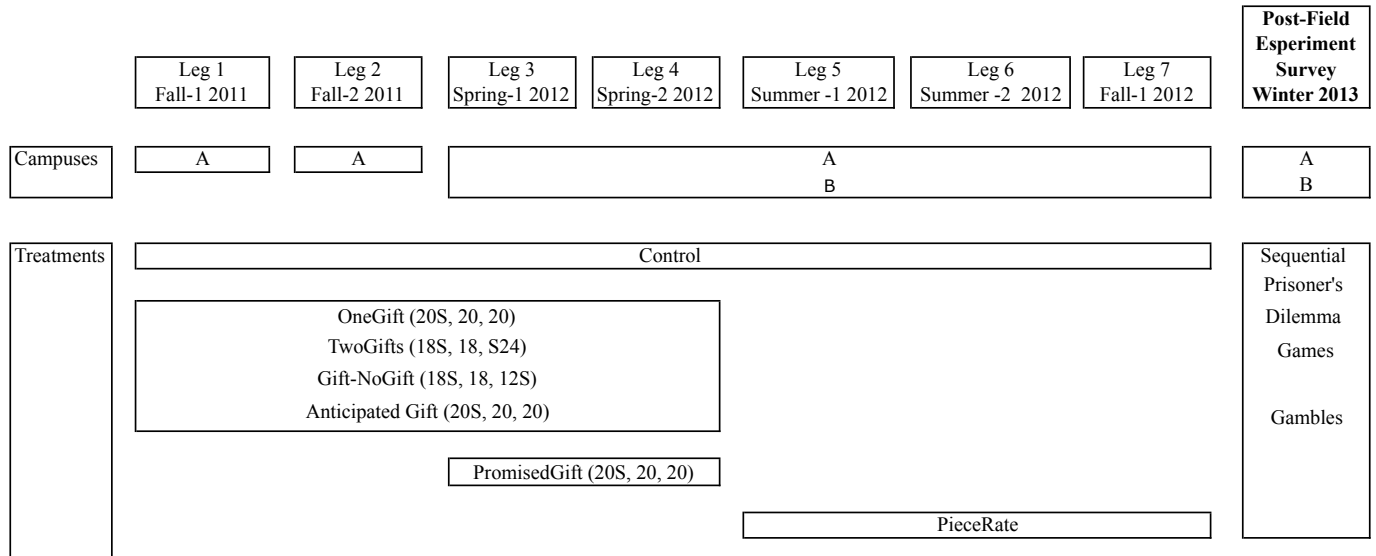 Post-Field
Esperiment
Survey
Winter 2013
Leg 1
Fall-1 2011
Leg 2
Fall-2 2011
Leg 3
Spring-1 2012
Leg 4
Spring-2 2012
Leg 5
Summer -1 2012
Leg 6
Summer -2 2012
Leg 7
Fall-1 2012
Campuses
A
A
A
B
A
B
Treatments
Control
OneGift (20S, 20, 20)
TwoGifts (18S, 18, S24)
Gift-NoGift (18S, 18, 12S)
Anticipated Gift (20S, 20, 20)
PromisedGift (20S, 20, 20)
PieceRate
Sequential
Prisoner's
Dilemma
Games
Gambles